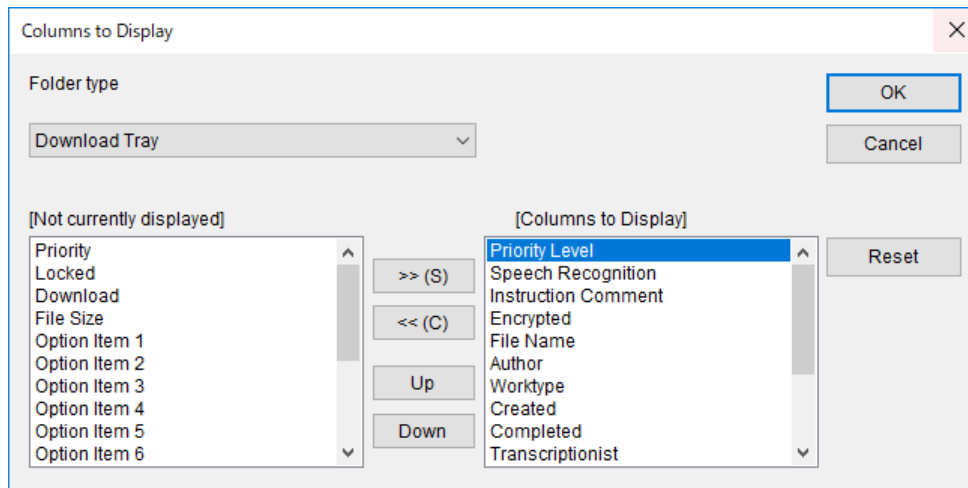 Columns to Display
Folder type
OK
Download Tray
Cancel
[Not currently displayed]
[Columns to Display]
Priority
Locked
Download
File Size
Option Item 1
Option Item 2
Option Item 3
Option Item 4
Option Item 5
Option Item 6
>> (S)
<< (C)
Up
Down
Priority Level
Speech Recognition
Instruction Comment
Encrypted
File Name
Author
Worktype
Created
Completed
Transcriptionist
Reset